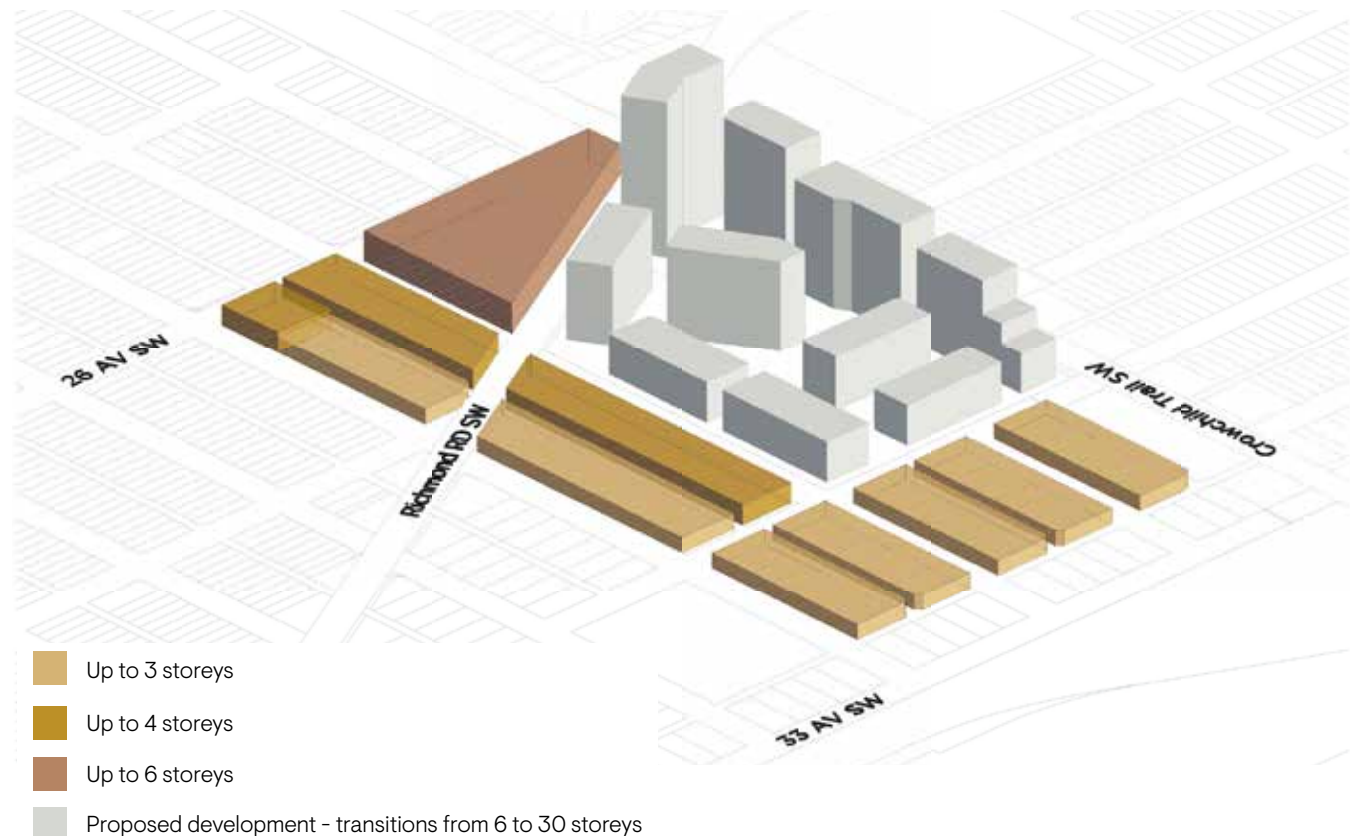 26 AV SW
Richmond RD SW
Crowchild Trail SW
33 AV SW
Up to 3 storeys
Up to 4 storeys
Up to 6 storeys
Proposed development - transitions from 6 to 30 storeys